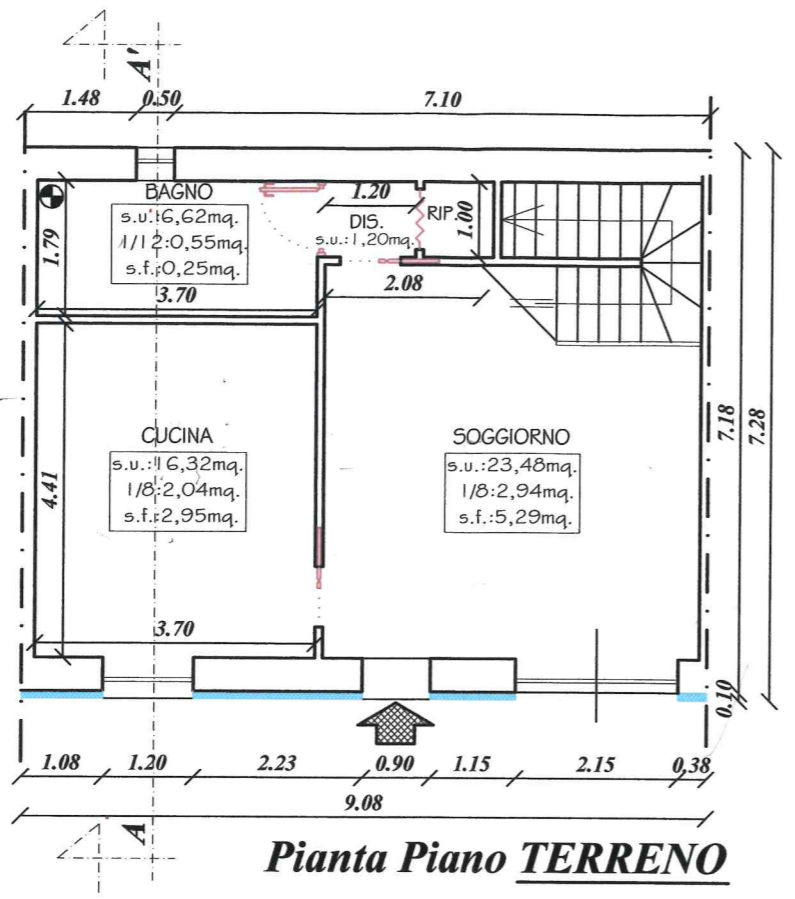 A'
1.48 0.50 7.10
BAGNO
s.u.:6,62mq.
1/12:0,55mq.
s.f.:0,25mq.
1.79
3.70
1.20
DIS.
s.u.:1,20mq.
RIP.
1.00
2.08
CUCINA
s.u.:16,32mq.
1/8:2,04mq.
s.f.:2,95mq.
4.41
3.70
SOGGIORNO
s.u.:23,48mq.
1/8:2,94mq.
s.f.:5,29mq.
7.18
7.28
0.10
1.08 1.20 2.23 0.90 1.15 2.15 0,38
9.08
A
Pianta Piano TERRENO